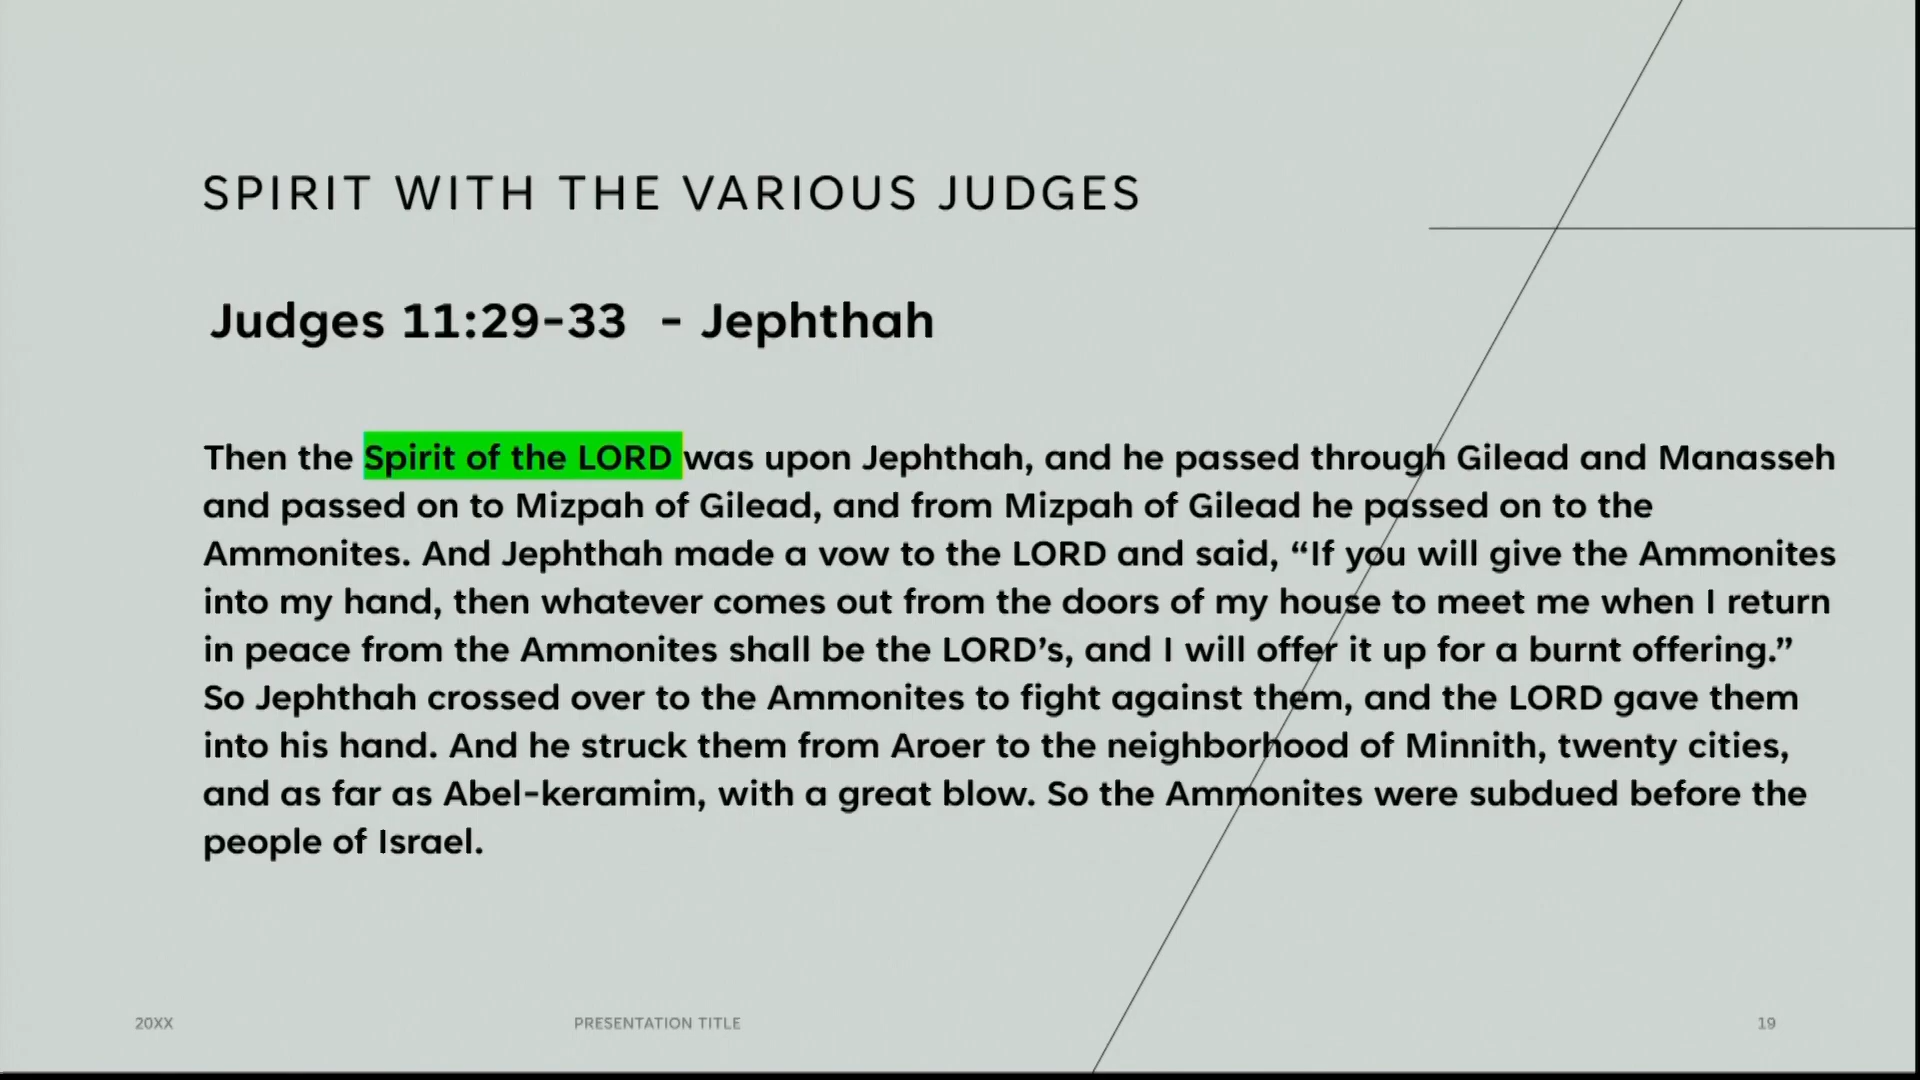 SPIRIT WITH THE VARIOUS JUDGES
Judges 11:29-33 - Jephthah
Then the Spirit of the LORD was upon Jephthah, and he passed through Gilead and Manasseh
and passed on to Mizpah of Gilead, and from Mizpah of Gilead he passed on to the
Ammonites. And Jephthah made a vow to the LORD and said, “If you will give the Ammonites
into my hand, then whatever comes out from the doors of my house to meet me when I return
in peace from the Ammonites shall be the LORD’s, and I will offer it up for a burnt offering.”
So Jephthah crossed over to the Ammonites to fight against them, and the LORD gave them
into his hand. And he struck them from Aroer to the neighborhood of Minnith, twenty cities,
and as far as Abel-keramim, with a great blow. So the Ammonites were subdued before the
people of Israel.
20XX
PRESENTATION TITLE
19